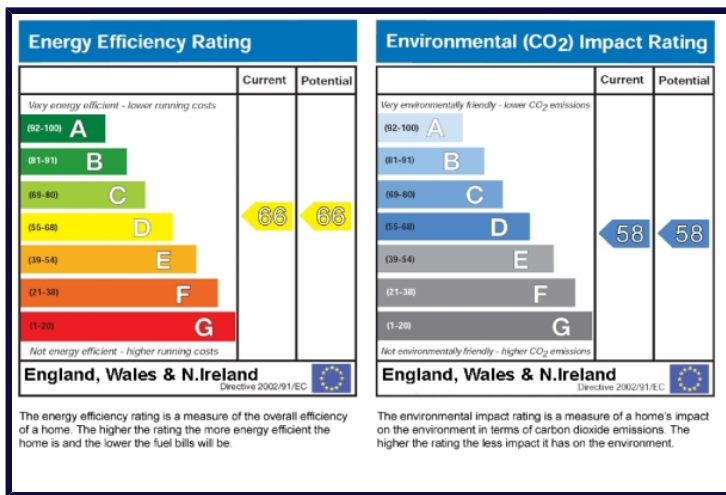 Energy Efficiency Rating
Current Potential
Very energy efficient - lower running costs
(92-100) A
(81-91) B
(69-80) C
66 66
(55-68) D
(39-54) E
(21-38) F
(1-20) G
Not energy efficient - higher running costs
England, Wales & N.Ireland
Directive 2002/91/EC
The energy efficiency rating is a measure of the overall efficiency
of a home. The higher the rating the more energy efficient the
home is and the lower the fuel bills will be.
Environmental (CO2) Impact Rating
Current Potential
Very environmentally friendly - lower CO2 emissions
(92-100) A
(81-91) B
(69-80) C
(55-68) D
58 58
(39-54) E
(21-38) F
(1-20) G
Not environmentally friendly - higher CO2 emissions
England, Wales & N.Ireland
Directive 2002/91/EC
The environmental impact rating is a measure of a home's impact
on the environment in terms of carbon dioxide emissions. The
higher the rating the less impact it has on the environment.